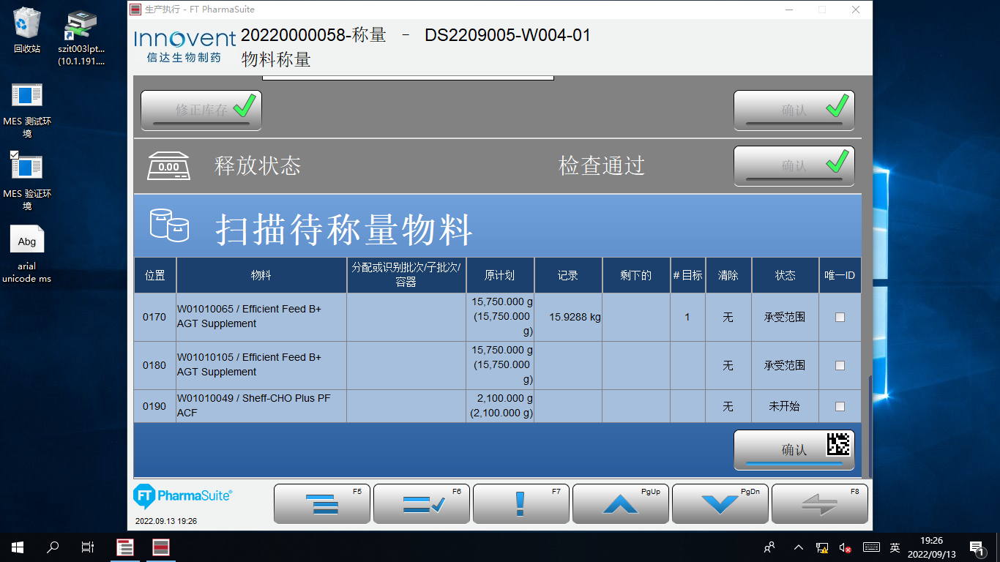 回收站
szit003lpt...
(10.1.191....
MES 测试环
境
MES 验证环
境
Abg
arial
unicode ms
生产执行 - FT PharmaSuite
Innovent
信达生物制药
20220000058-称量 - DS2209005-W004-01
物料称量
修正库存
确认
0.00
释放状态
检查通过
确认
扫描待称量物料
位置
物料
分配或识别批次/子批次/
容器
原计划
记录
剩下的
# 目标
清除
状态
唯一ID
0170
W01010065 / Efficient Feed B+
AGT Supplement
15,750.000 g
(15,750.000
g)
15.9288 kg
1
无
承受范围
0180
W01010105 / Efficient Feed B+
AGT Supplement
15,750.000 g
(15,750.000
g)
无
承受范围
0190
W01010049 / Sheff-CHO Plus PF
ACF
2,100.000 g
(2,100.000 g)
无
未开始
确认
FT PharmaSuite®
2022.09.13 19:26
F5
F6
F7
PgUp
PgDn
F8
英
19:26
2022/09/13
1